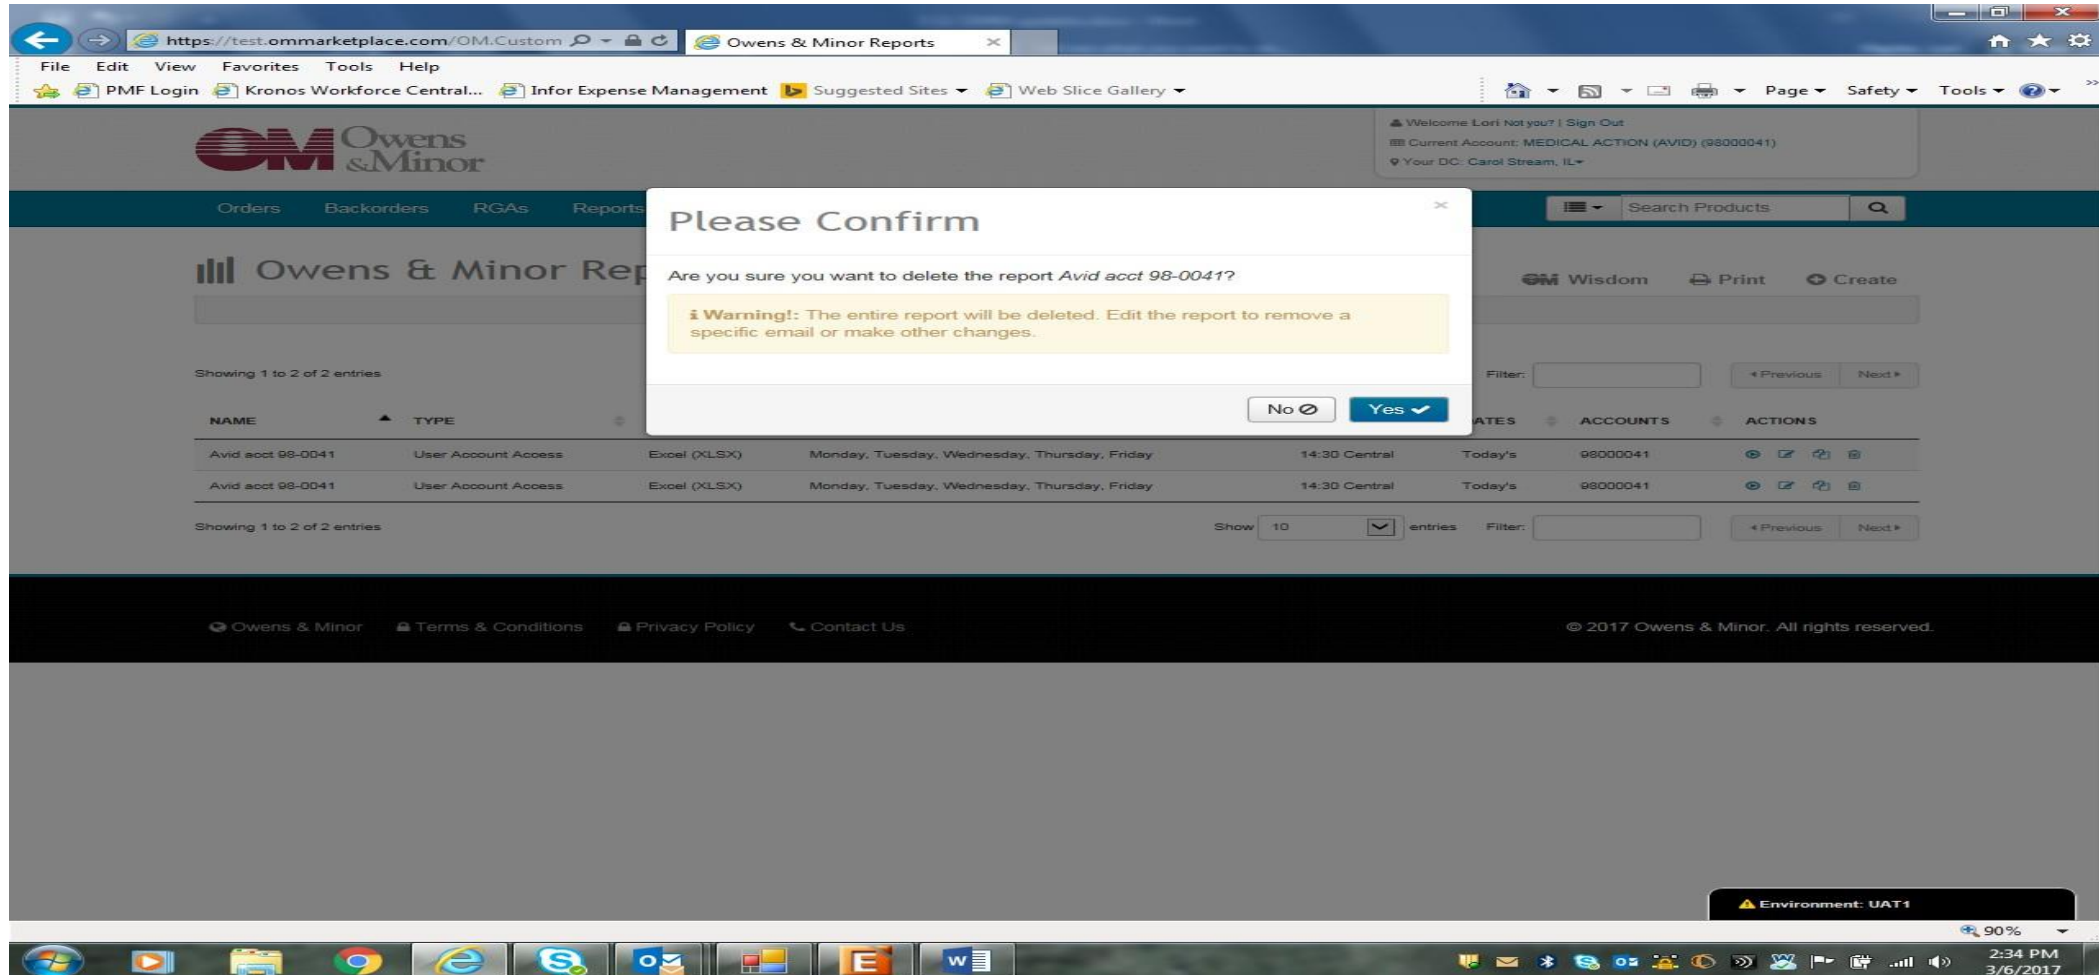 https://test.ommarketplace.com/OM.Custom
Owens & Minor Reports
File Edit View Favorites Tools Help
PMF Login Kronos Workforce Central... Infor Expense Management Suggested Sites Web Slice Gallery Page Safety Tools
OM Owens & Minor
Welcome Lori Not you? | Sign Out
Current Account: MEDICAL ACTION (AVID) (98000041)
Your DC: Carol Stream, IL
Orders Backorders RGAs Reports Search Products
Please Confirm
Owens & Minor Rep
OM Wisdom Print Create
Are you sure you want to delete the report Avid acct 98-0041?
i Warning!: The entire report will be deleted. Edit the report to remove a
specific email or make other changes.
Showing 1 to 2 of 2 entries Filter: Previous Next
No Yes
NAME TYPE ATES ACCOUNTS ACTIONS
Avid acct 98-0041 User Account Access Excel (XLSX) Monday, Tuesday, Wednesday, Thursday, Friday 14:30 Central Today's 98000041
Avid acct 98-0041 User Account Access Excel (XLSX) Monday, Tuesday, Wednesday, Thursday, Friday 14:30 Central Today's 98000041
Showing 1 to 2 of 2 entries Show 10 entries Filter: Previous Next
Owens & Minor Terms & Conditions Privacy Policy Contact Us © 2017 Owens & Minor. All rights reserved.
Environment: UAT1
90%
2:34 PM
3/6/2017